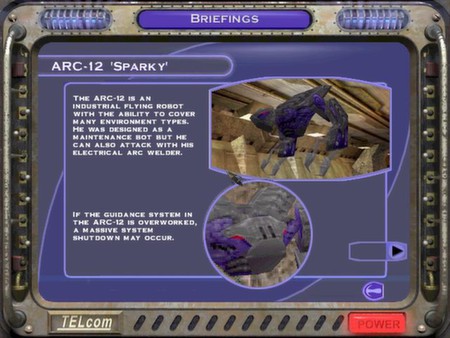 Briefings
ARC-12 'Sparky'
The ARC-12 is an
industrial flying robot
with the ability to cover
many environment types.
He was designed as a
maintenance bot but he
can also attack with his
electrical arc welder.
If the guidance system in
the ARC-12 is overworked,
a massive system
shutdown may occur.
TELcom
POWER